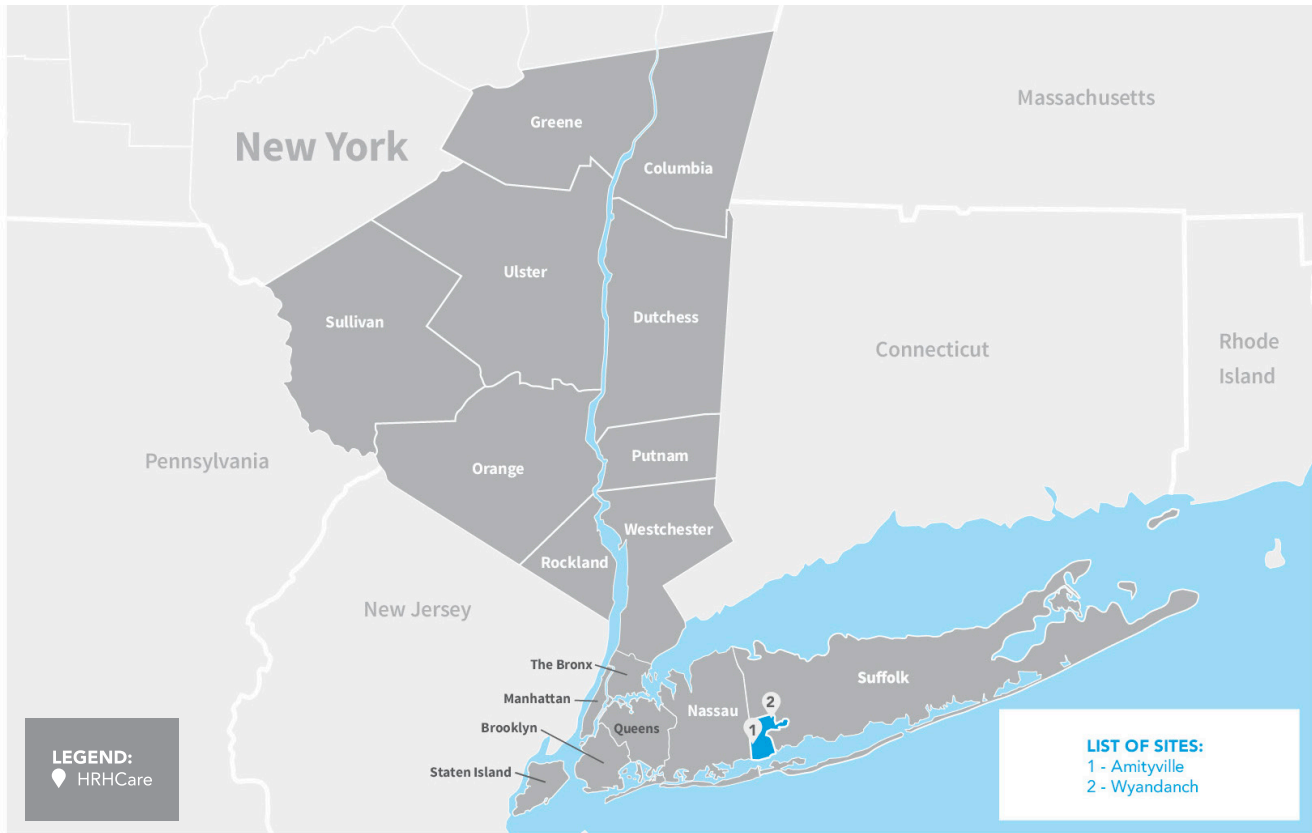 Massachusetts
Greene
New York
Columbia
Ulster
Dutchess
Sullivan
Rhode
Island
Connecticut
Pennsylvania
Putnam
Orange
Westchester
Rockland
New Jersey
The Bronx
Suffolk
Manhattan
Nassau
2
1
Brooklyn
Queens
Staten Island
LEGEND:
HRHCare
LIST OF SITES:
1 - Amityville
2 - Wyandanch